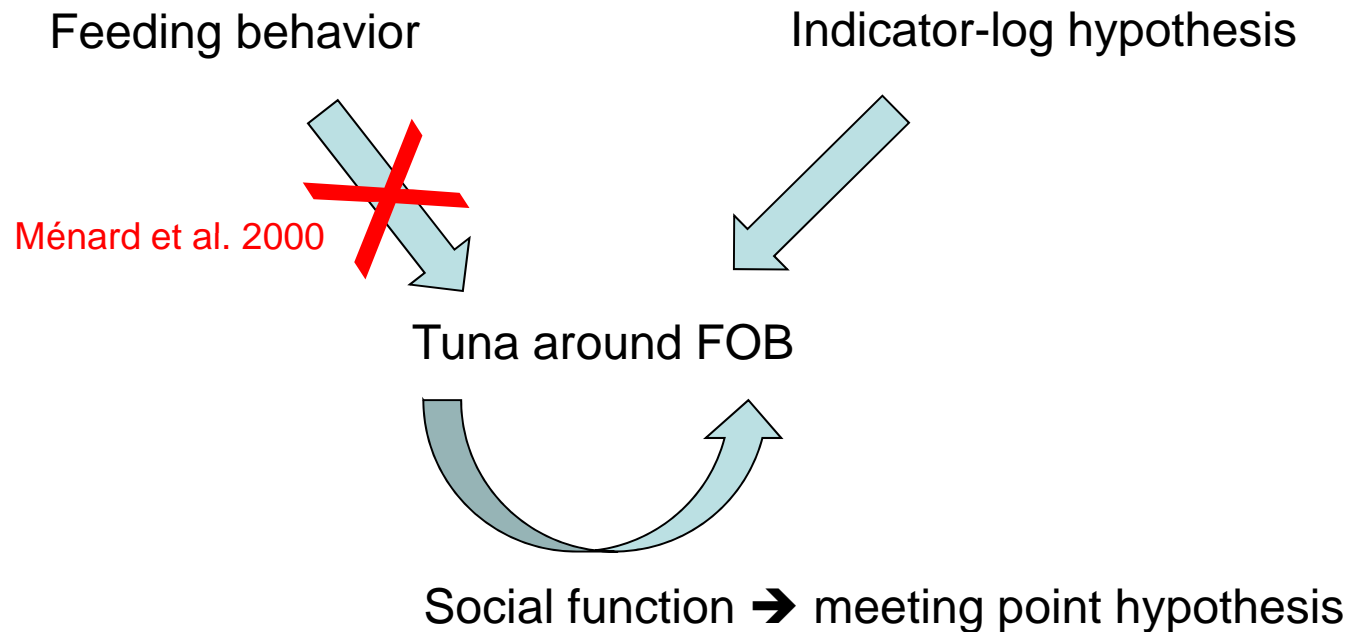 Feeding behavior
Indicator-log hypothesis
Ménard et al. 2000
Tuna around FOB
Social function ➔ meeting point hypothesis